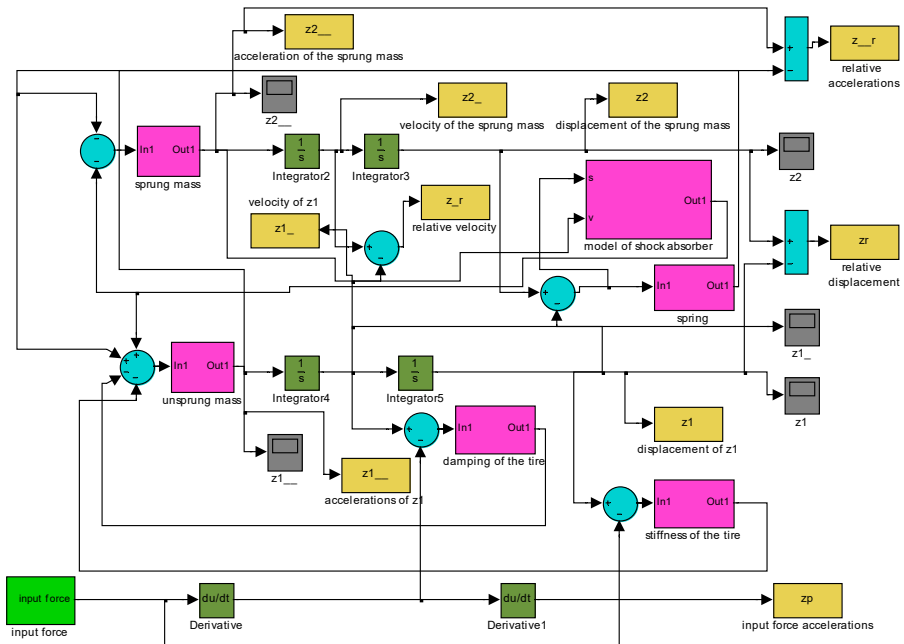 z2__
acceleration of the sprung mass
z__r
relative
accelerations
+
−
z2__
z2_
velocity of the sprung mass
z2
displacement of the sprung mass
−
−
In1 Out1
sprung mass
1
s
Integrator2
1
s
Integrator3
z2
s
v
Out1
model of shock absorber
velocity of z1
z1_
z_r
relative velocity
+
−
+
−
zr
relative
displacement
+
−
In1 Out1
spring
z1_
+
+
−
−
In1 Out1
unsprung mass
1
s
Integrator4
1
s
Integrator5
z1
z1__
+
−
In1 Out1
damping of the tire
z1
displacement of z1
z1__
accelerations of z1
+
−
In1 Out1
stiffness of the tire
input force
input force
du/dt
Derivative
du/dt
Derivative1
zp
input force accelerations